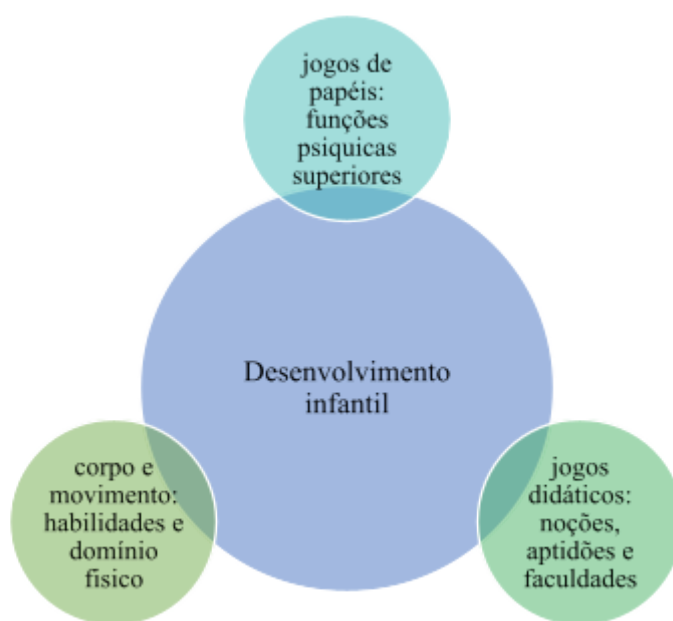 jogos de
papéis:
funções
psiquicas
superiores
Desenvolvimento
infantil
corpo e
movimento:
habilidades e
domínio
fisico
jogos
didáticos:
noções,
aptidões e
faculdades